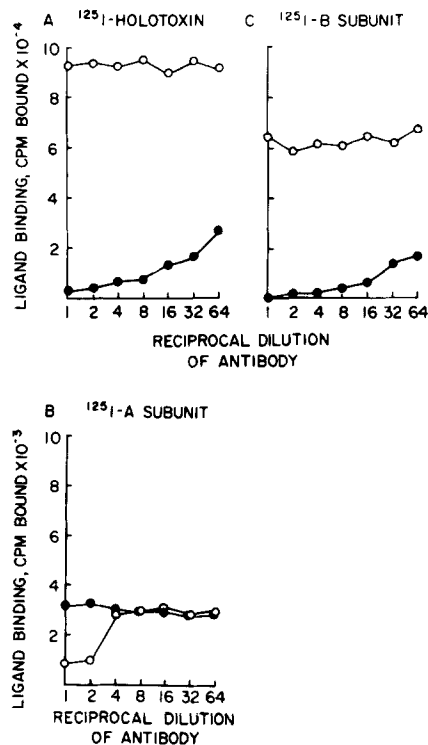 A ¹²⁵I-HOLOTOXIN
C ¹²⁵I-B SUBUNIT
LIGAND BINDING, CPM BOUND X10⁻⁴
10
8
6
4
2
1 2 4 8 16 32 64
1 2 4 8 16 32 64
RECIPROCAL DILUTION
OF ANTIBODY
B ¹²⁵I-A SUBUNIT
LIGAND BINDING, CPM BOUND X10⁻³
10
8
6
4
2
1 2 4 8 16 32 64
RECIPROCAL DILUTION
OF ANTIBODY